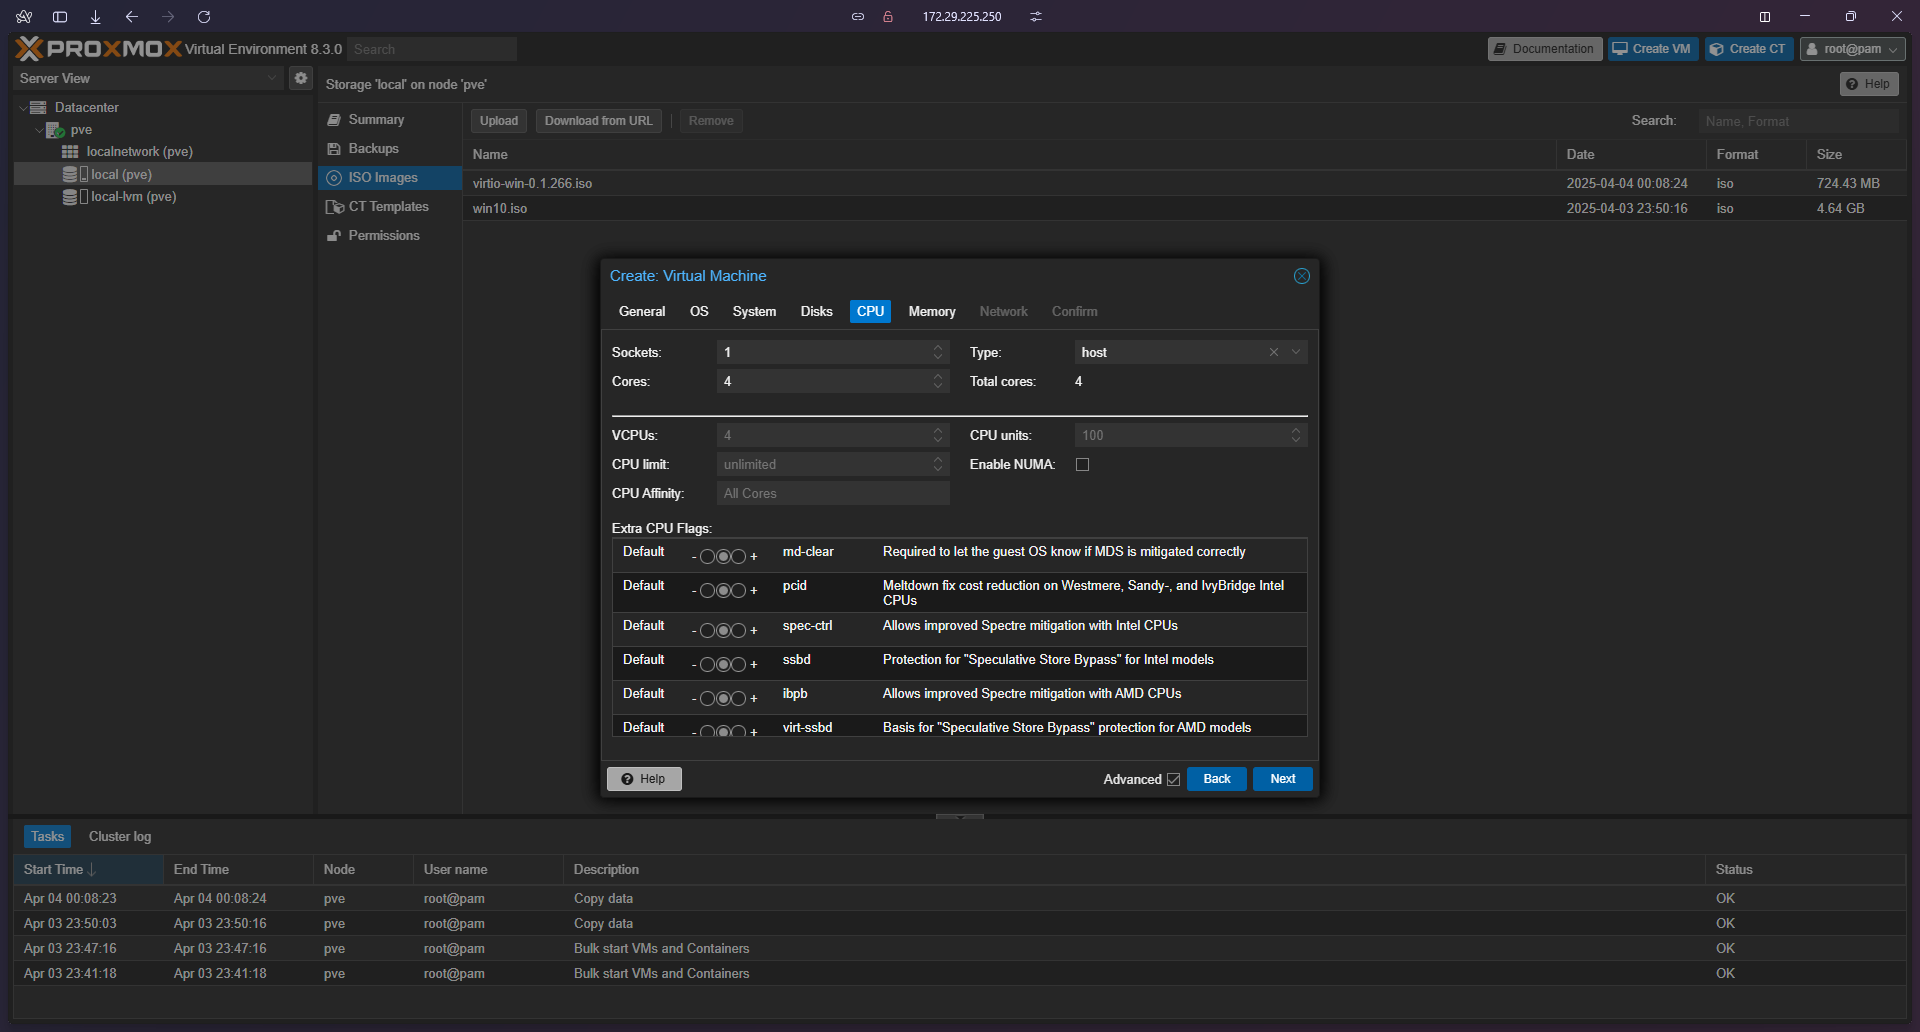 172.29.225.250
PROXMOX Virtual Environment 8.3.0 Search Documentation Create VM Create CT root@pam
Server View
Storage 'local' on node 'pve' Help
Datacenter
pve
localnetwork (pve)
local (pve)
local-lvm (pve)
Summary
Backups
ISO Images
CT Templates
Permissions
Upload Download from URL Remove Search: Name, Format
Name Date Format Size
virtio-win-0.1.266.iso 2025-04-04 00:08:24 iso 724.43 MB
win10.iso 2025-04-03 23:50:16 iso 4.64 GB
Create: Virtual Machine
General OS System Disks CPU Memory Network Confirm
Sockets: 1 Type: host
Cores: 4 Total cores: 4
VCPUs: 4 CPU units: 100
CPU limit: unlimited Enable NUMA:
CPU Affinity: All Cores
Extra CPU Flags:
Default - + md-clear Required to let the guest OS know if MDS is mitigated correctly
Default - + pcid Meltdown fix cost reduction on Westmere, Sandy-, and IvyBridge Intel
CPUs
Default - + spec-ctrl Allows improved Spectre mitigation with Intel CPUs
Default - + ssbd Protection for "Speculative Store Bypass" for Intel models
Default - + ibpb Allows improved Spectre mitigation with AMD CPUs
Default - + virt-ssbd Basis for "Speculative Store Bypass" protection for AMD models
Help Advanced Back Next
Tasks Cluster log
Start Time End Time Node User name Description Status
Apr 04 00:08:23 Apr 04 00:08:24 pve root@pam Copy data OK
Apr 03 23:50:03 Apr 03 23:50:16 pve root@pam Copy data OK
Apr 03 23:47:16 Apr 03 23:47:16 pve root@pam Bulk start VMs and Containers OK
Apr 03 23:41:18 Apr 03 23:41:18 pve root@pam Bulk start VMs and Containers OK